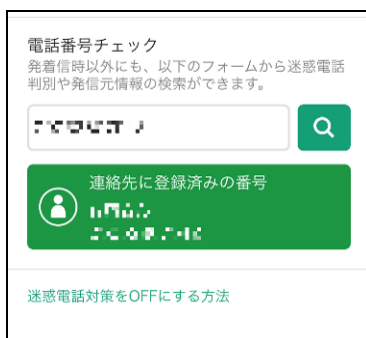 電話番号チェック
発着信時以外にも、以下のフォームから迷惑電話
判別や発信元情報の検索ができます。
連絡先に登録済みの番号
迷惑電話対策をOFFにする方法